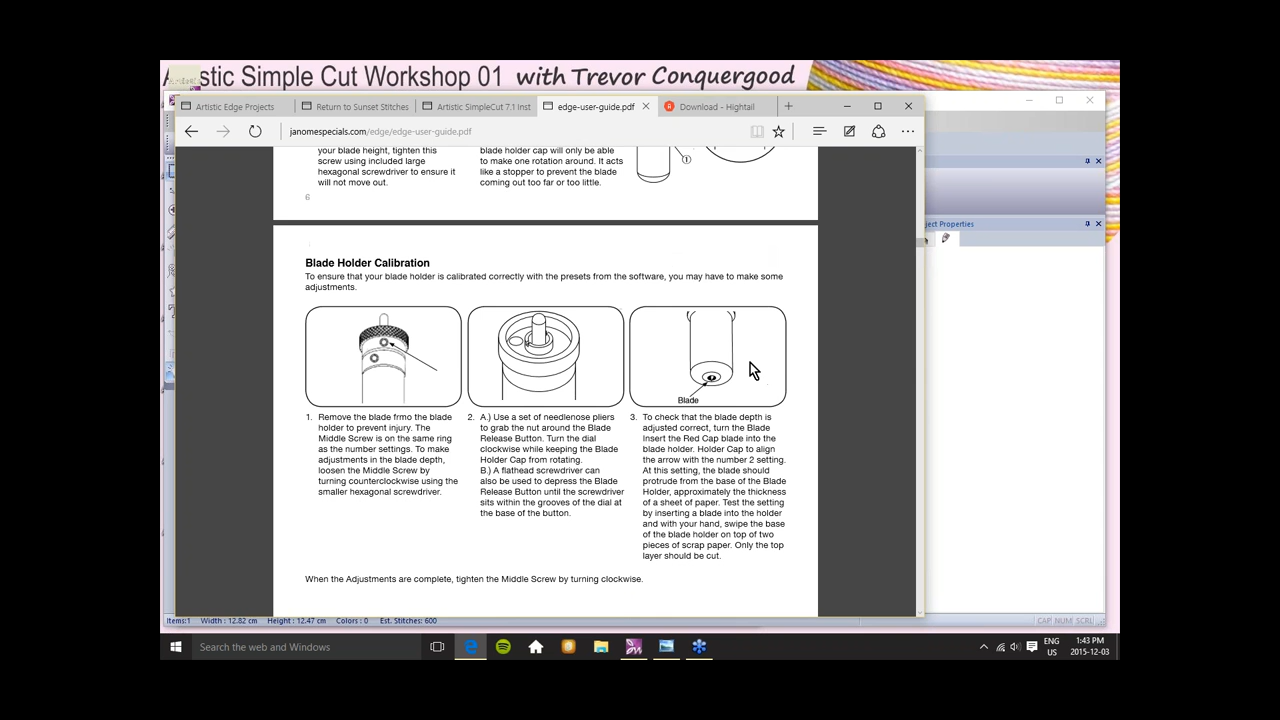 stic Simple Cut Workshop 01 with Trevor Conquergood
Artistic Edge Projects
Return to Sunset Stitches
Artistic SimpleCut 7.1 Inst
edge-user-guide.pdf
Download - Hightail
janomespecials.com/edge/edge-user-guide.pdf
your blade height, tighten this
screw using included large
hexagonal screwdriver to ensure it
will not move out.
blade holder cap will only be able
to make one rotation around. It acts
like a stopper to prevent the blade
coming out too far or too little.
1
6
ject Properties
Blade Holder Calibration
To ensure that your blade holder is calibrated correctly with the presets from the software, you may have to make some
adjustments.
Blade
1. Remove the blade frmo the blade
holder to prevent injury. The
Middle Screw is on the same ring
as the number settings. To make
adjustments in the blade depth,
loosen the Middle Screw by
turning counterclockwise using the
smaller hexagonal screwdriver.
2. A.) Use a set of needlenose pliers
to grab the nut around the Blade
Release Button. Turn the dial
clockwise while keeping the Blade
Holder Cap from rotating.
B.) A flathead screwdriver can
also be used to depress the Blade
Release Button until the screwdriver
sits within the grooves of the dial at
the base of the button.
3. To check that the blade depth is
adjusted correct, turn the Blade
Insert the Red Cap blade into the
blade holder. Holder Cap to align
the arrow with the number 2 setting.
At this setting, the blade should
protrude from the base of the Blade
Holder, approximately the thickness
of a sheet of paper. Test the setting
by inserting a blade into the holder
and with your hand, swipe the base
of the blade holder on top of two
pieces of scrap paper. Only the top
layer should be cut.
When the Adjustments are complete, tighten the Middle Screw by turning clockwise.
Items:1 Width : 12.82 cm Height : 12.47 cm Colors : 0 Est. Stitches: 600
CAP NUM SCRL
Search the web and Windows
ENG
US
1:43 PM
2015-12-03